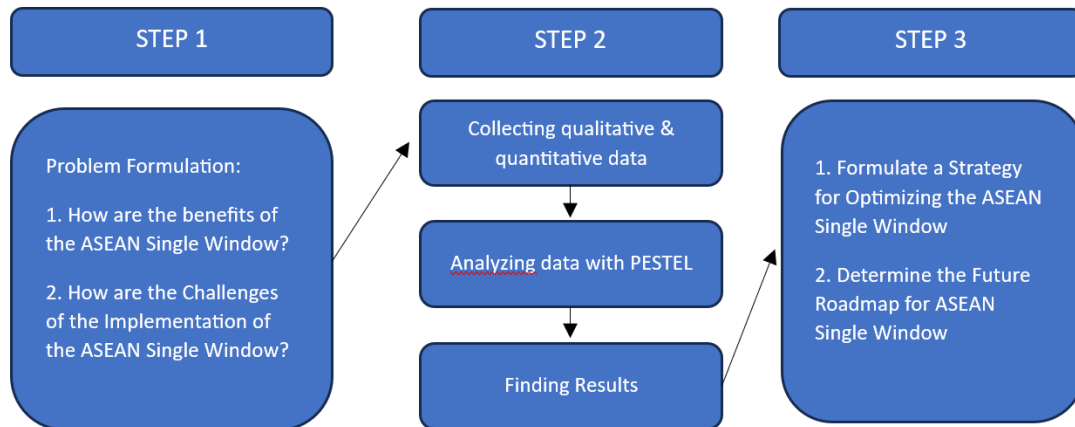 STEP 1
Problem Formulation:
1. How are the benefits of
the ASEAN Single Window?
2. How are the Challenges
of the Implementation of
the ASEAN Single Window?
STEP 2
Collecting qualitative &
quantitative data
Analyzing data with PESTEL
Finding Results
STEP 3
1. Formulate a Strategy
for Optimizing the ASEAN
Single Window
2. Determine the Future
Roadmap for ASEAN
Single Window